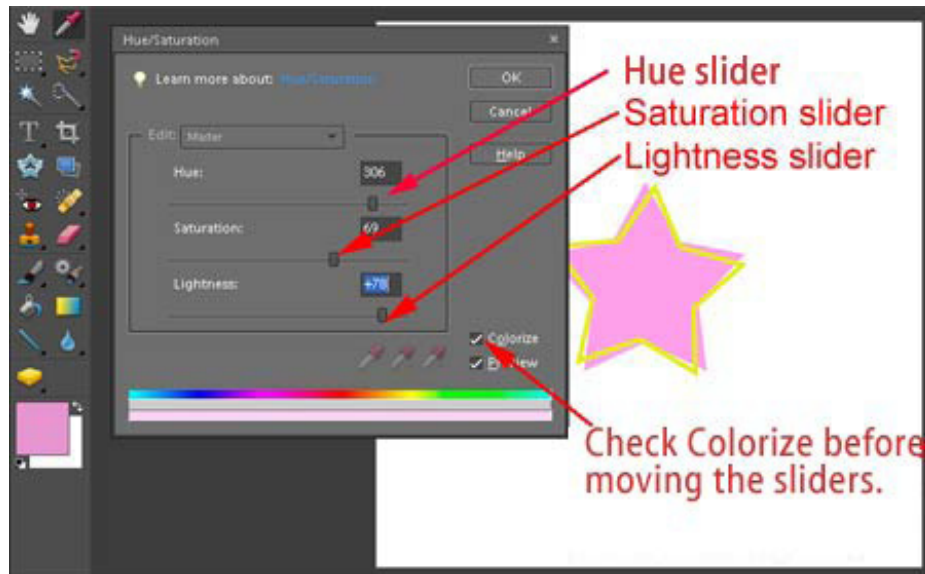 Hue/Saturation
Learn more about: Hue/Saturation
OK
Cancel
Help
Edit: Master
Hue: 306
Saturation: 69
Lightness: +78
Colorize
Preview
T
Hue slider
Saturation slider
Lightness slider
Check Colorize before
moving the sliders.